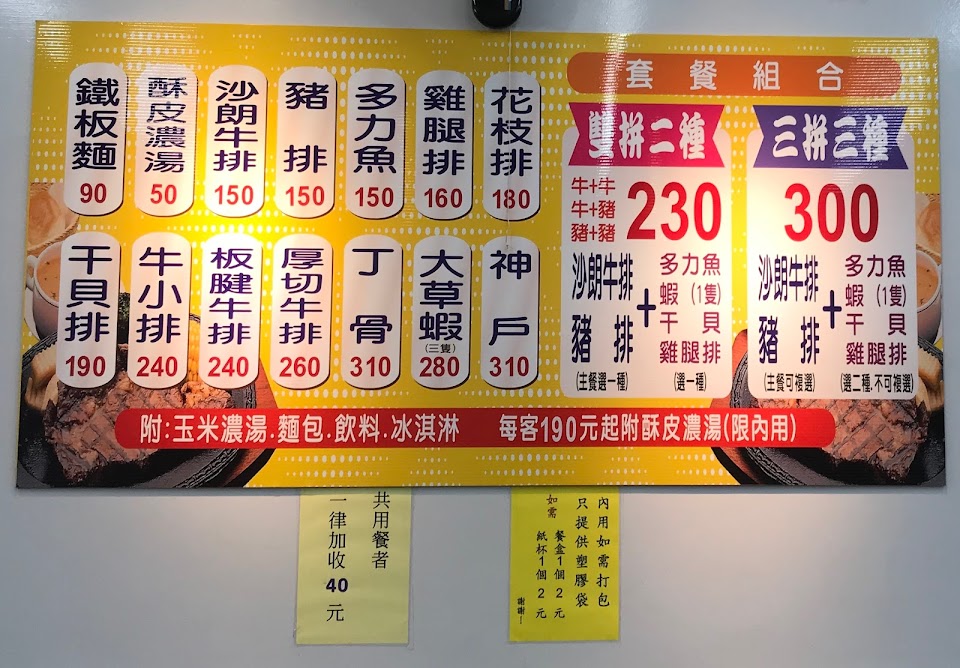 鐵板麵 90
酥皮濃湯 50
沙朗牛排 150
豬排 150
多力魚 150
雞腿排 160
花枝排 180
干貝排 190
牛小排 240
板腱牛排 240
厚切牛排 260
丁骨 310
大草蝦 (三隻) 280
神戶 310
套餐組合
雙拼二種
牛+牛
牛+豬
豬+豬
230
沙朗牛排
豬排
(主餐選一種)
+
多力魚
蝦(1隻)
干貝
雞腿排
(選一種)
三拼三種
300
沙朗牛排
豬排
(主餐可複選)
+
多力魚
蝦(1隻)
干貝
雞腿排
(選二種.不可複選)
附:玉米濃湯.麵包.飲料.冰淇淋 每客190元起附酥皮濃湯(限內用)
共用餐者
一律加收40元
內用如需打包
只提供塑膠袋
如需 餐盒1個2元
紙杯1個2元
謝謝!